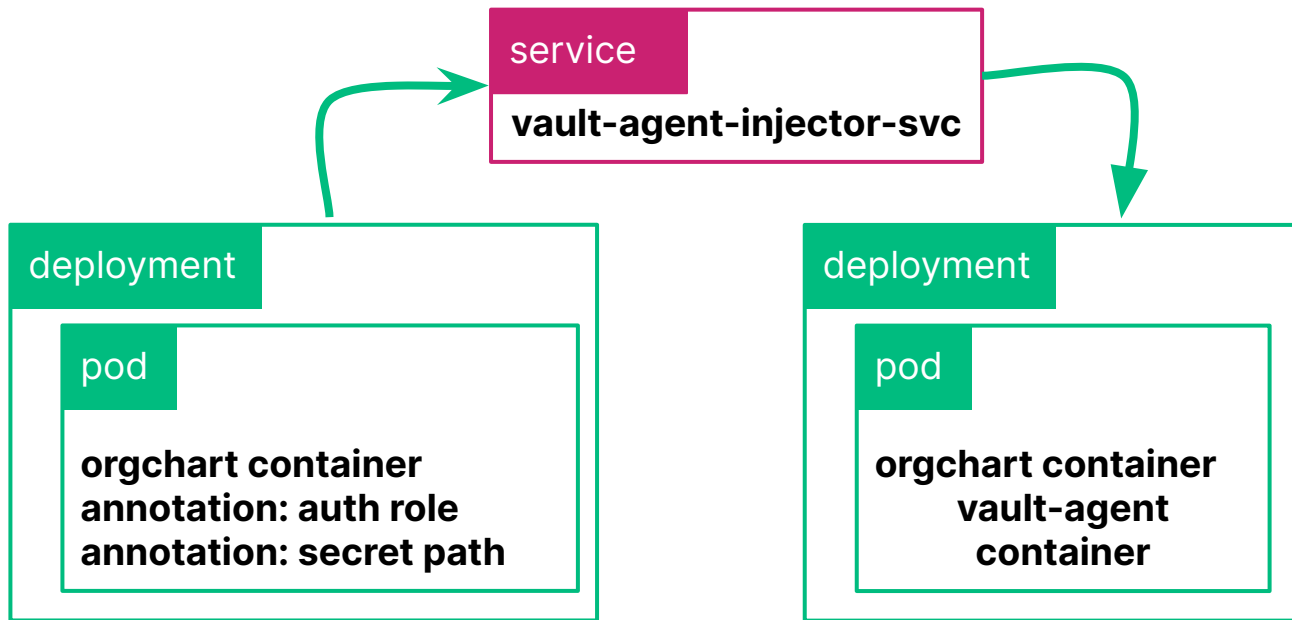 service
vault-agent-injector-svc
deployment
pod
orgchart container
annotation: auth role
annotation: secret path
deployment
pod
orgchart container
vault-agent
container